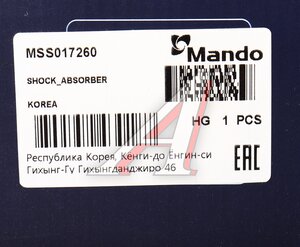 MSS017260
Mando
SHOCK_ABSORBER
KOREA
HG 1 PCS
Республика Корея, Кенги-до Енгин-си
Гихынг-Гу Гихынгданджиро 46
EAC